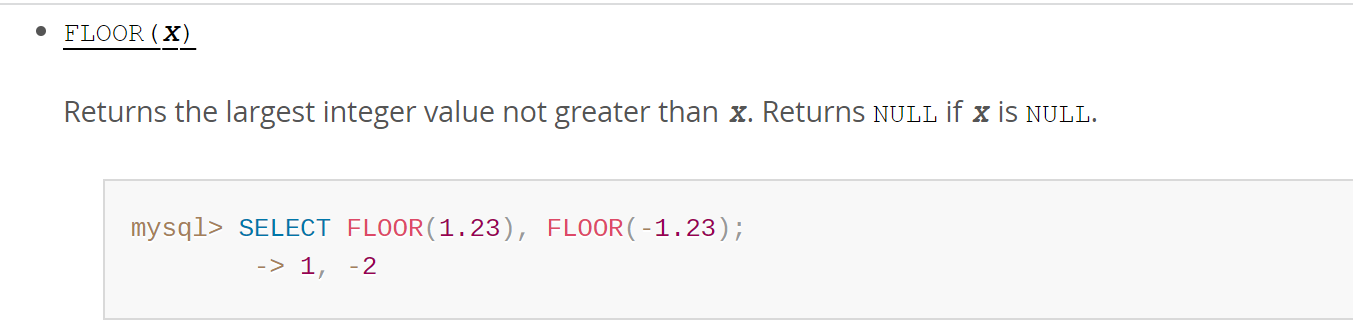 FLOOR(X)
Returns the largest integer value not greater than X. Returns NULL if X is NULL.
mysql> SELECT FLOOR(1.23), FLOOR(-1.23);
-> 1, -2